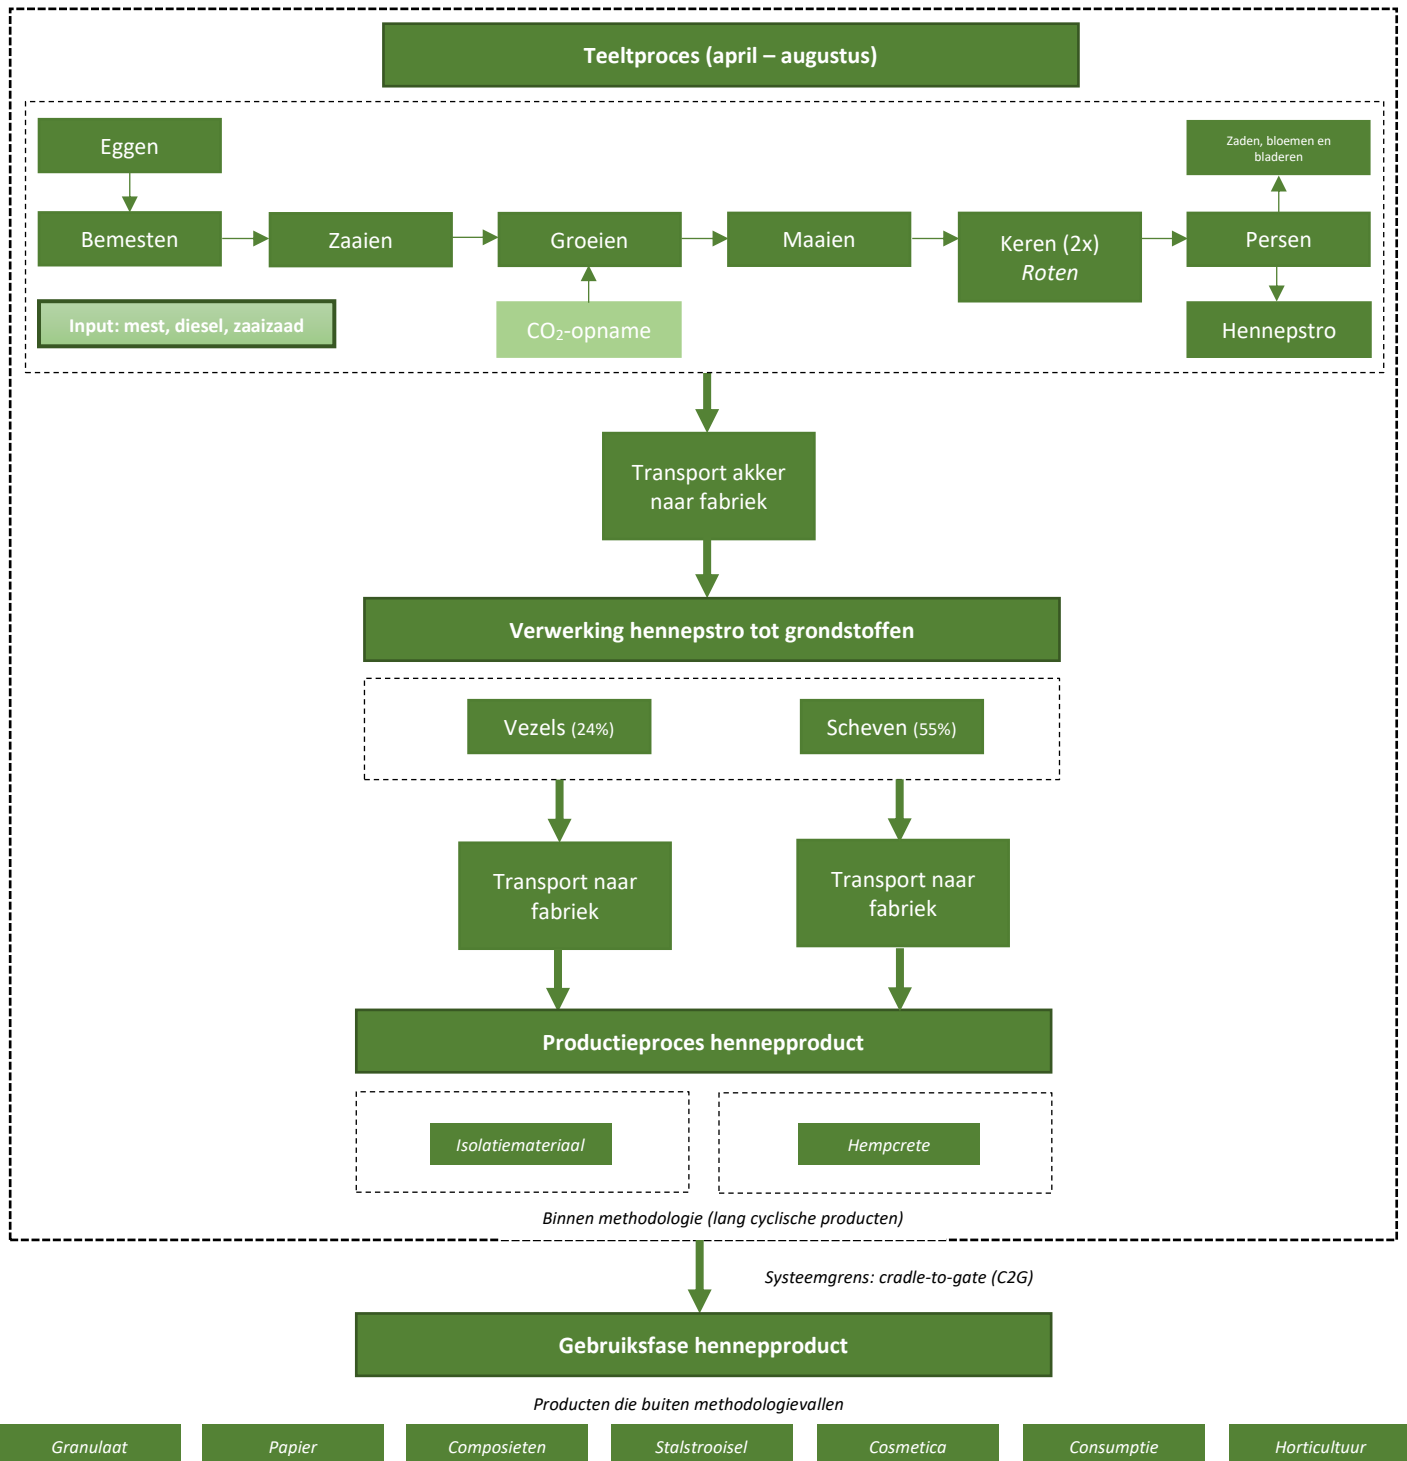 Teeltproces (april – augustus)
Eggen
Zaden, bloemen en
bladeren
Bemesten
Zaaien
Groeien
Maaien
Keren (2x)
Roten
Persen
Input: mest, diesel, zaaizaad
CO₂-opname
Hennepstro
Transport akker
naar fabriek
Verwerking hennepstro tot grondstoffen
Vezels (24%)
Scheven (55%)
Transport naar
fabriek
Transport naar
fabriek
Productieproces hennepproduct
Isolatiemateriaal
Hempcrete
Binnen methodologie (lang cyclische producten)
Systeemgrens: cradle-to-gate (C2G)
Gebruiksfase hennepproduct
Producten die buiten methodologievallen
Granulaat
Papier
Composieten
Stalstrooisel
Cosmetica
Consumptie
Horticultuur